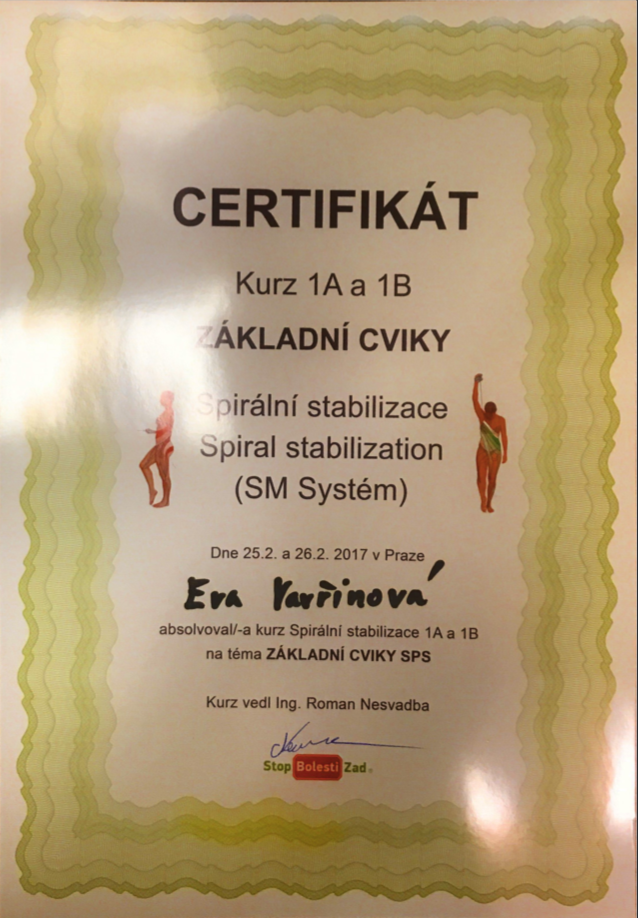 CERTIFIKÁT
Kurz 1A a 1B
ZÁKLADNÍ CVIKY
Spirální stabilizace
Spiral stabilization
(SM Systém)
Dne 25.2. a 26.2. 2017 v Praze
Eva Vavřinová
absolvoval/-a kurz Spirální stabilizace 1A a 1B
na téma ZÁKLADNÍ CVIKY SPS
Kurz vedl Ing. Roman Nesvadba
Stop Bolesti Zad